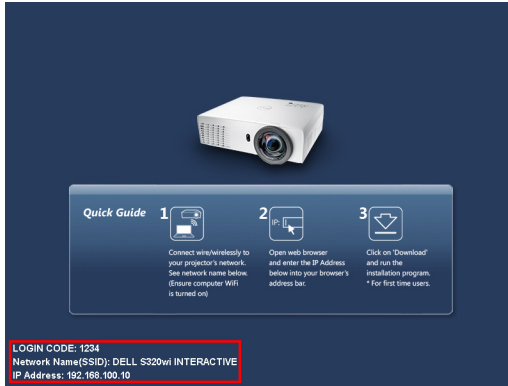 Quick Guide
1
Connect wire/wirelessly to
your projector's network.
See network name below.
(Ensure computer WiFi
is turned on)
2
IP:
Open web browser
and enter the IP Address
below into your browser's
address bar.
3
Click on 'Download'
and run the
installation program.
* For first time users.
LOGIN CODE: 1234
Network Name(SSID): DELL S320wi INTERACTIVE
IP Address: 192.168.100.10